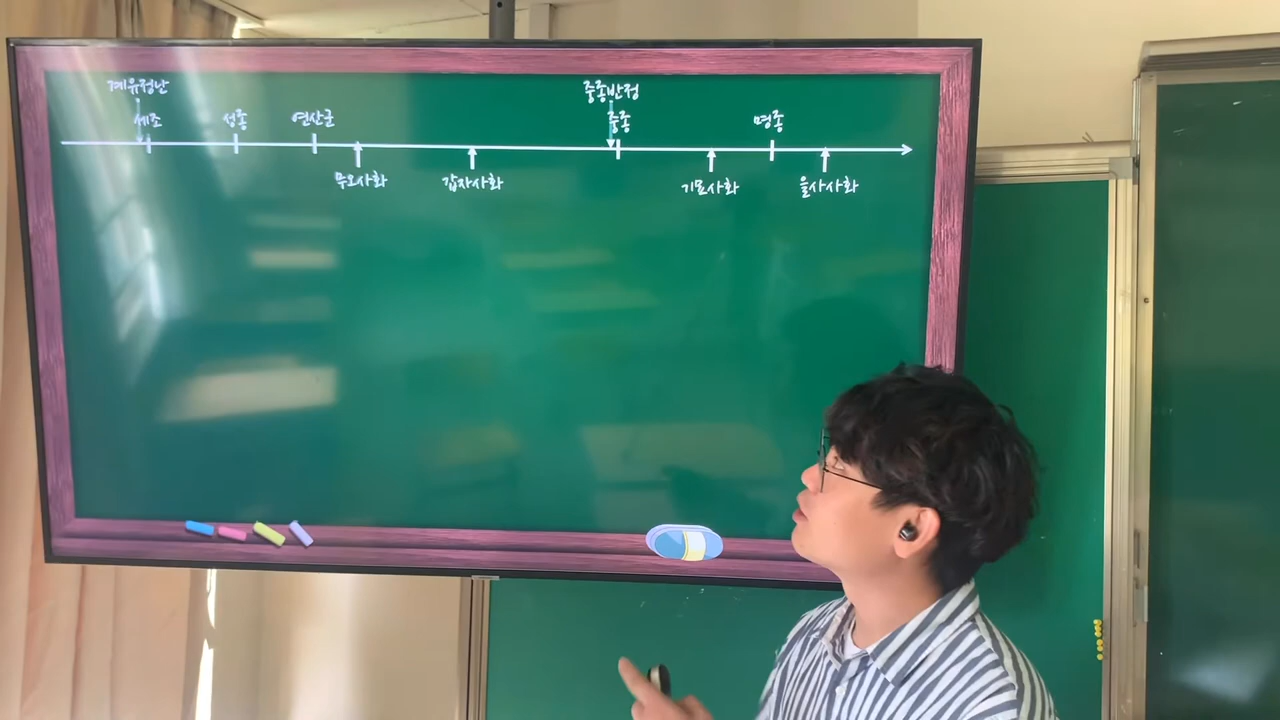 계유정난
중종반정
세조
성종
연산군
중종
명종
무오사화
갑자사화
기묘사화
을사사화